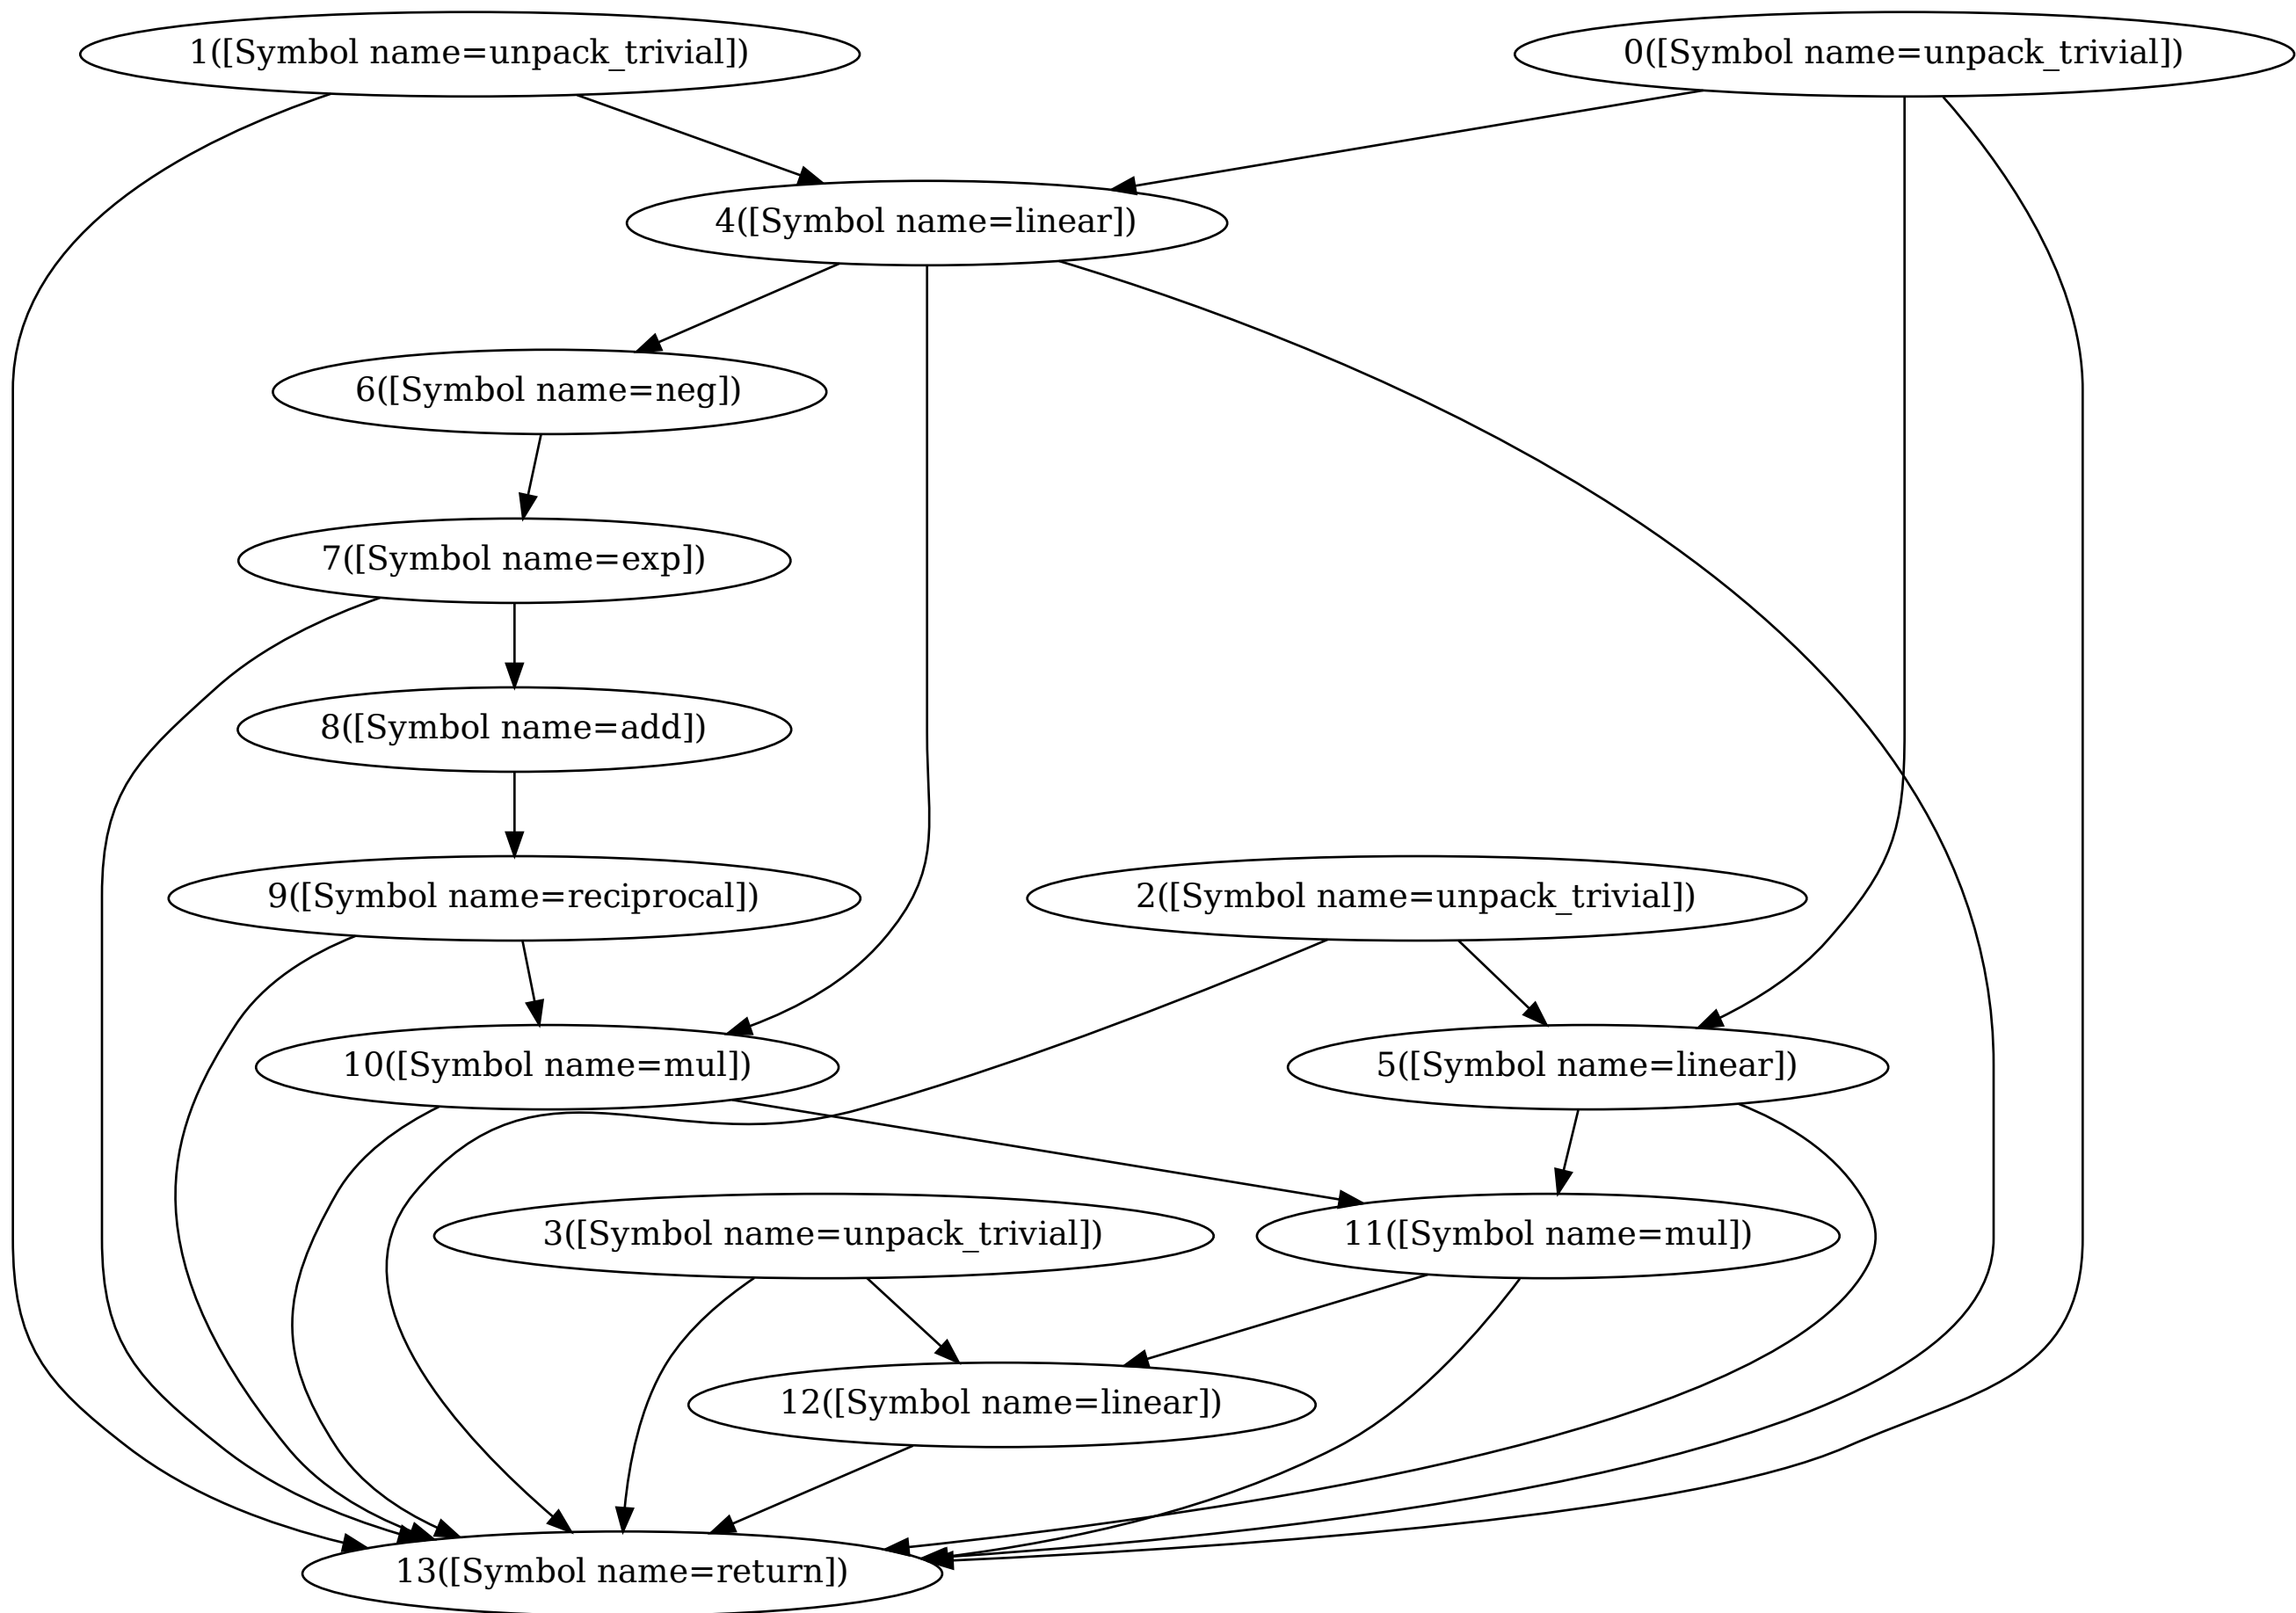 1([Symbol name=unpack_trivial])
0([Symbol name=unpack_trivial])
4([Symbol name=linear])
6([Symbol name=neg])
7([Symbol name=exp])
8([Symbol name=add])
9([Symbol name=reciprocal])
2([Symbol name=unpack_trivial])
10([Symbol name=mul])
5([Symbol name=linear])
3([Symbol name=unpack_trivial])
11([Symbol name=mul])
12([Symbol name=linear])
13([Symbol name=return])